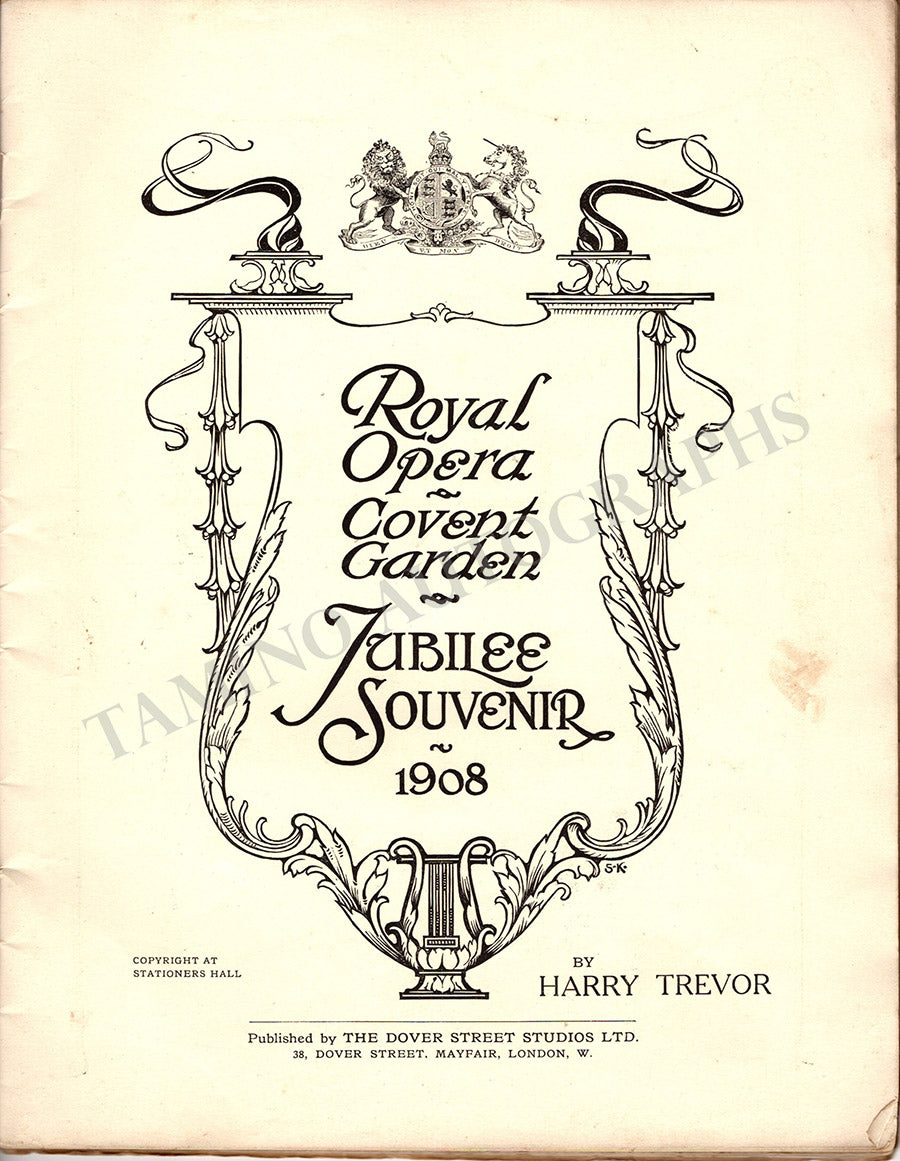 DIEU ET MON DROIT
Royal
Opera
~
Covent
Garden
~
JUBILEE
SOUVENIR
~
1908
S.K.
COPYRIGHT AT
STATIONERS HALL
BY
HARRY TREVOR
Published by THE DOVER STREET STUDIOS LTD.
38, DOVER STREET. MAYFAIR, LONDON, W.
TAMINO AUTOGRAPHS